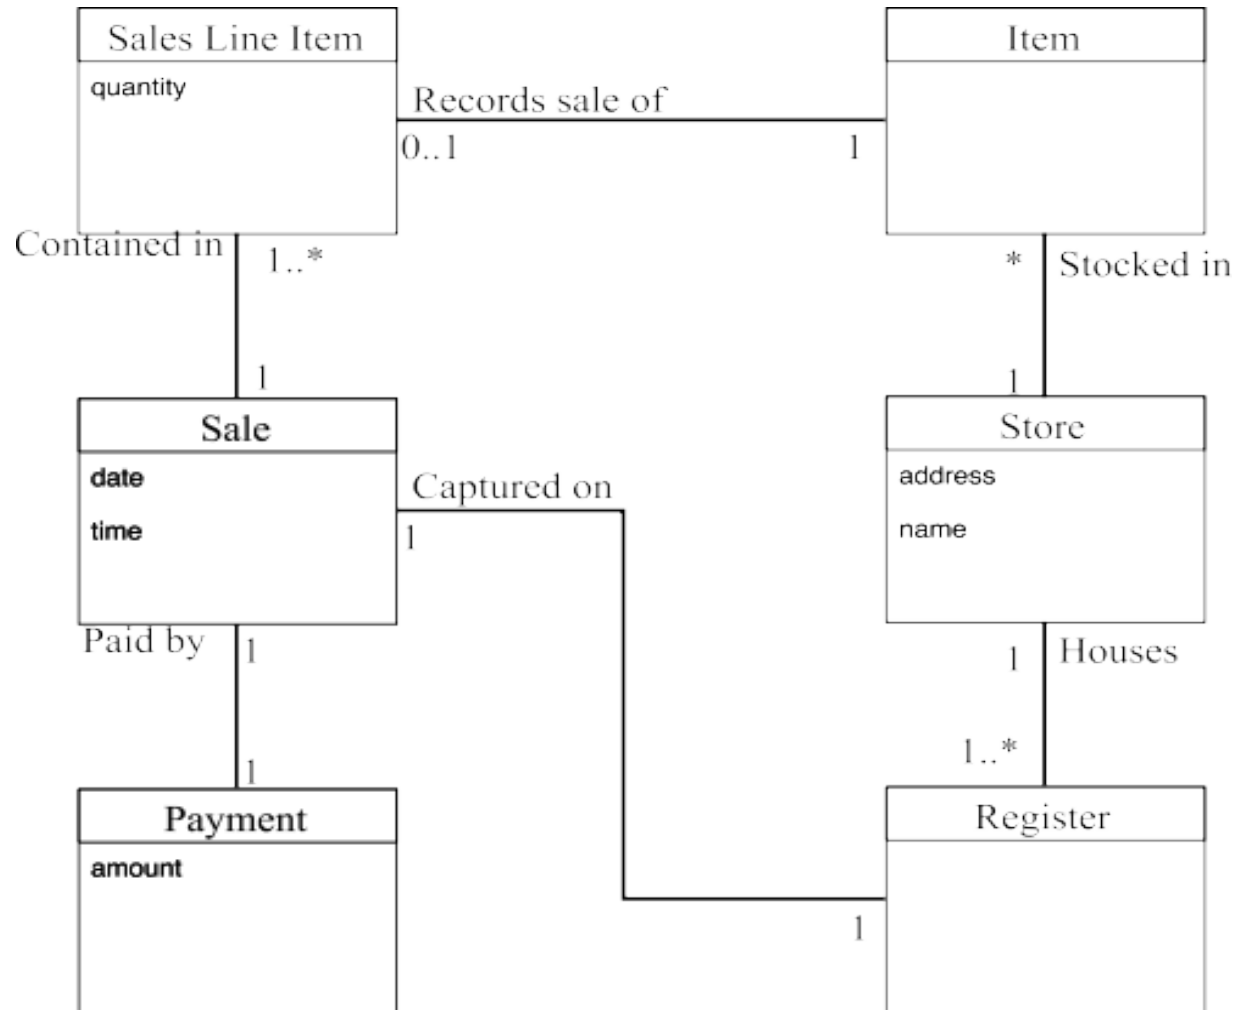 Sales Line Item
quantity
Item
Records sale of
0..1
1
Contained in
1..*
1
*
Stocked in
1
Sale
date
time
Store
address
name
Captured on
1
1
Paid by
1
1
1
Houses
1..*
Payment
amount
Register